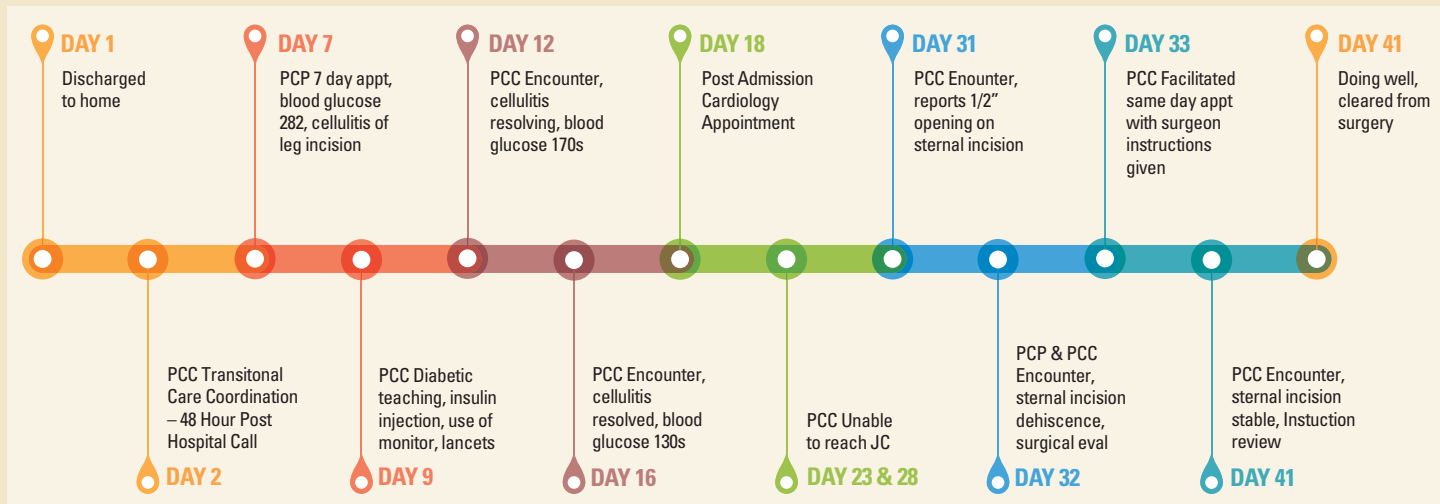 DAY 1
Discharged
to home
DAY 7
PCP 7 day appt,
blood glucose
282, cellulitis of
leg incision
DAY 12
PCC Encounter,
cellulitis
resolving, blood
glucose 170s
DAY 18
Post Admission
Cardiology
Appointment
DAY 31
PCC Enounter,
reports 1/2”
opening on
sternal incision
DAY 33
PCC Facilitated
same day appt
with surgeon
instructions
given
DAY 41
Doing well,
cleared from
surgery
PCC Transitonal
Care Coordination
– 48 Hour Post
Hospital Call
DAY 2
PCC Diabetic
teaching, insulin
injection, use of
monitor, lancets
DAY 9
PCC Encounter,
cellulitis
resolved, blood
glucose 130s
DAY 16
PCC Unable
to reach JC
DAY 23 & 28
PCP & PCC
Encounter,
sternal incision
dehiscence,
surgical eval
DAY 32
PCC Encounter,
sternal incision
stable, Instuction
review
DAY 41